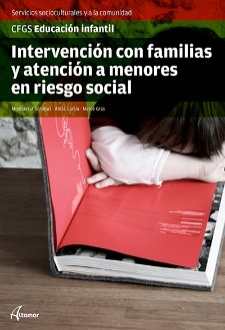 Servicios socioculturales y a la comunidad
CFGS Educación infantil
Intervención con familias
y atención a menores
en riesgo social
Altamar